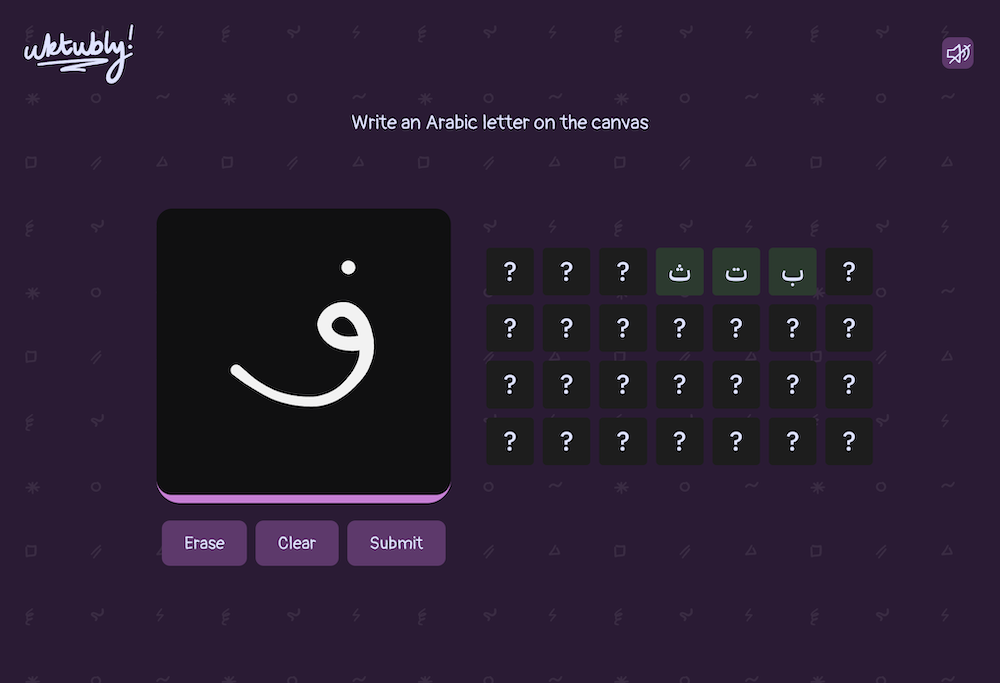 uktubly!
Write an Arabic letter on the canvas
ف
? ب ت ث ? ? ?
? ? ? ? ? ? ?
? ? ? ? ? ? ?
? ? ? ? ? ? ?
Erase Clear Submit